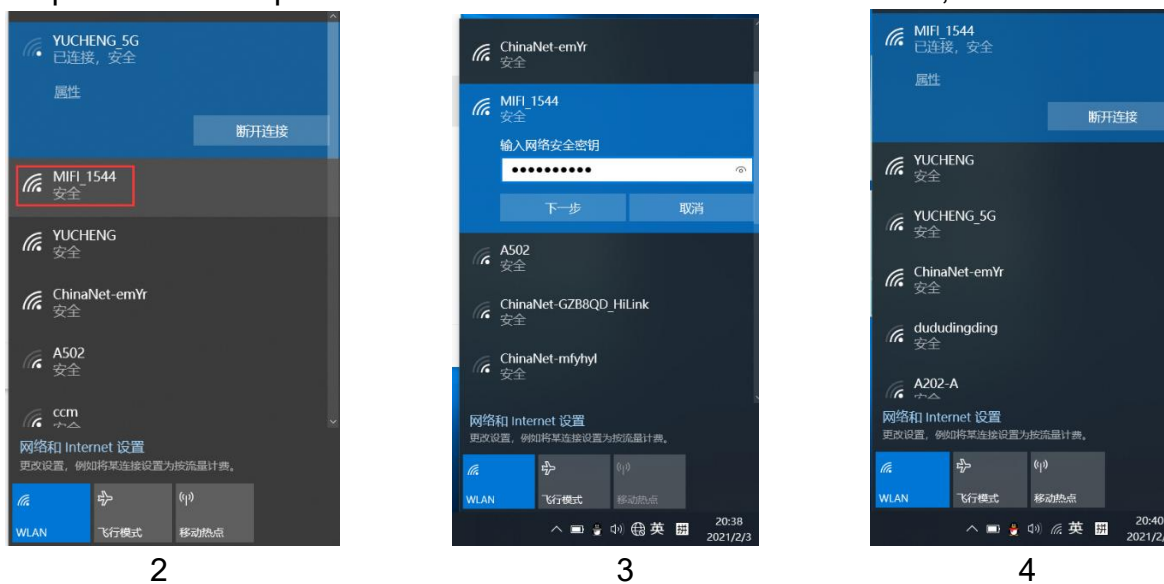 YUCHENG_5G
已连接，安全
属性
断开连接
MIFI_1544
安全
YUCHENG
安全
ChinaNet-emYr
安全
A502
安全
ccm
网络和 Internet 设置
更改设置，例如将某连接设置为按流量计费。
WLAN
飞行模式
移动热点
2
ChinaNet-emYr
安全
MIFI_1544
安全
输入网络安全密钥
••••••••••
下一步
取消
A502
安全
ChinaNet-GZB8QD_HiLink
安全
ChinaNet-mfyhyl
安全
网络和 Internet 设置
更改设置，例如将某连接设置为按流量计费。
WLAN
飞行模式
移动热点
英
拼
20:38
2021/2/3
3
MIFI_1544
已连接，安全
属性
断开连接
YUCHENG
安全
YUCHENG_5G
安全
ChinaNet-emYr
安全
dududingding
安全
A202-A
网络和 Internet 设置
更改设置，例如将某连接设置为按流量计费。
WLAN
飞行模式
移动热点
英
拼
20:40
2021/2/
4